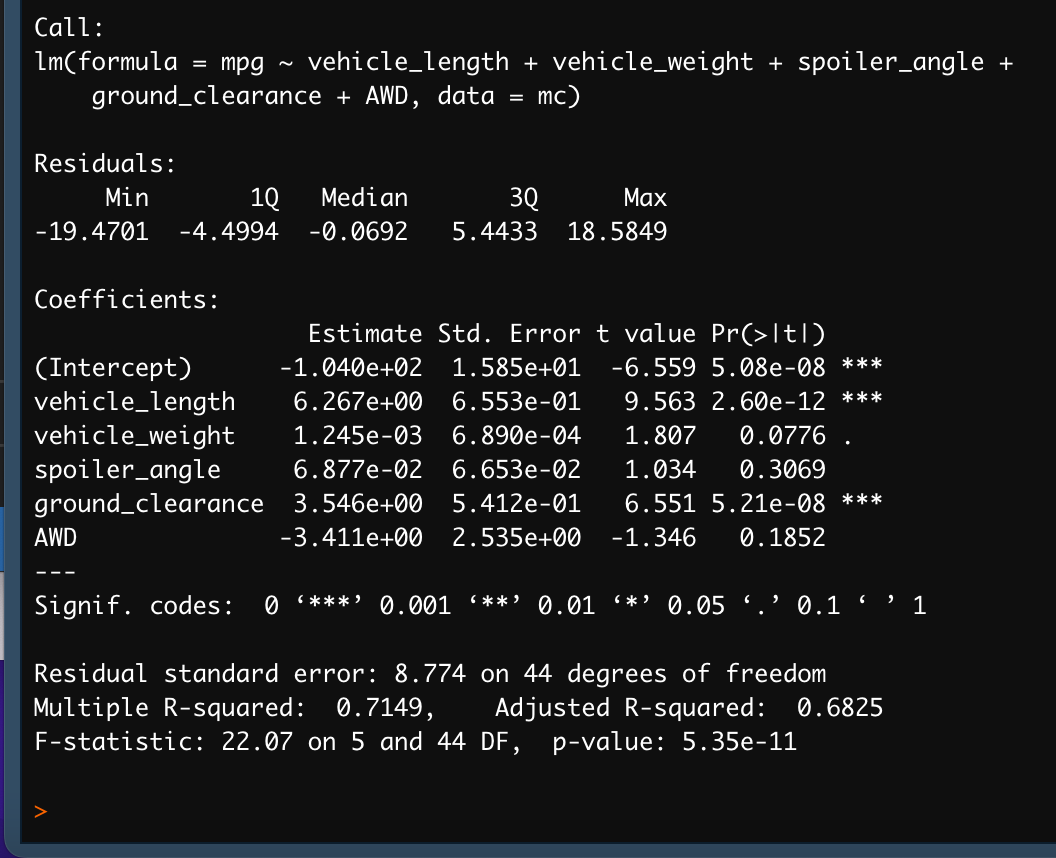 Call:
lm(formula = mpg ~ vehicle_length + vehicle_weight + spoiler_angle +
    ground_clearance + AWD, data = mc)

Residuals:
     Min       1Q   Median       3Q      Max
-19.4701  -4.4994  -0.0692   5.4433  18.5849

Coefficients:
                   Estimate Std. Error t value Pr(>|t|)
(Intercept)      -1.040e+02  1.585e+01  -6.559 5.08e-08 ***
vehicle_length    6.267e+00  6.553e-01   9.563 2.60e-12 ***
vehicle_weight    1.245e-03  6.890e-04   1.807   0.0776 .
spoiler_angle     6.877e-02  6.653e-02   1.034   0.3069
ground_clearance  3.546e+00  5.412e-01   6.551 5.21e-08 ***
AWD              -3.411e+00  2.535e+00  -1.346   0.1852
---
Signif. codes:  0 ‘***’ 0.001 ‘**’ 0.01 ‘*’ 0.05 ‘.’ 0.1 ‘ ’ 1

Residual standard error: 8.774 on 44 degrees of freedom
Multiple R-squared:  0.7149,    Adjusted R-squared:  0.6825
F-statistic: 22.07 on 5 and 44 DF,  p-value: 5.35e-11

>